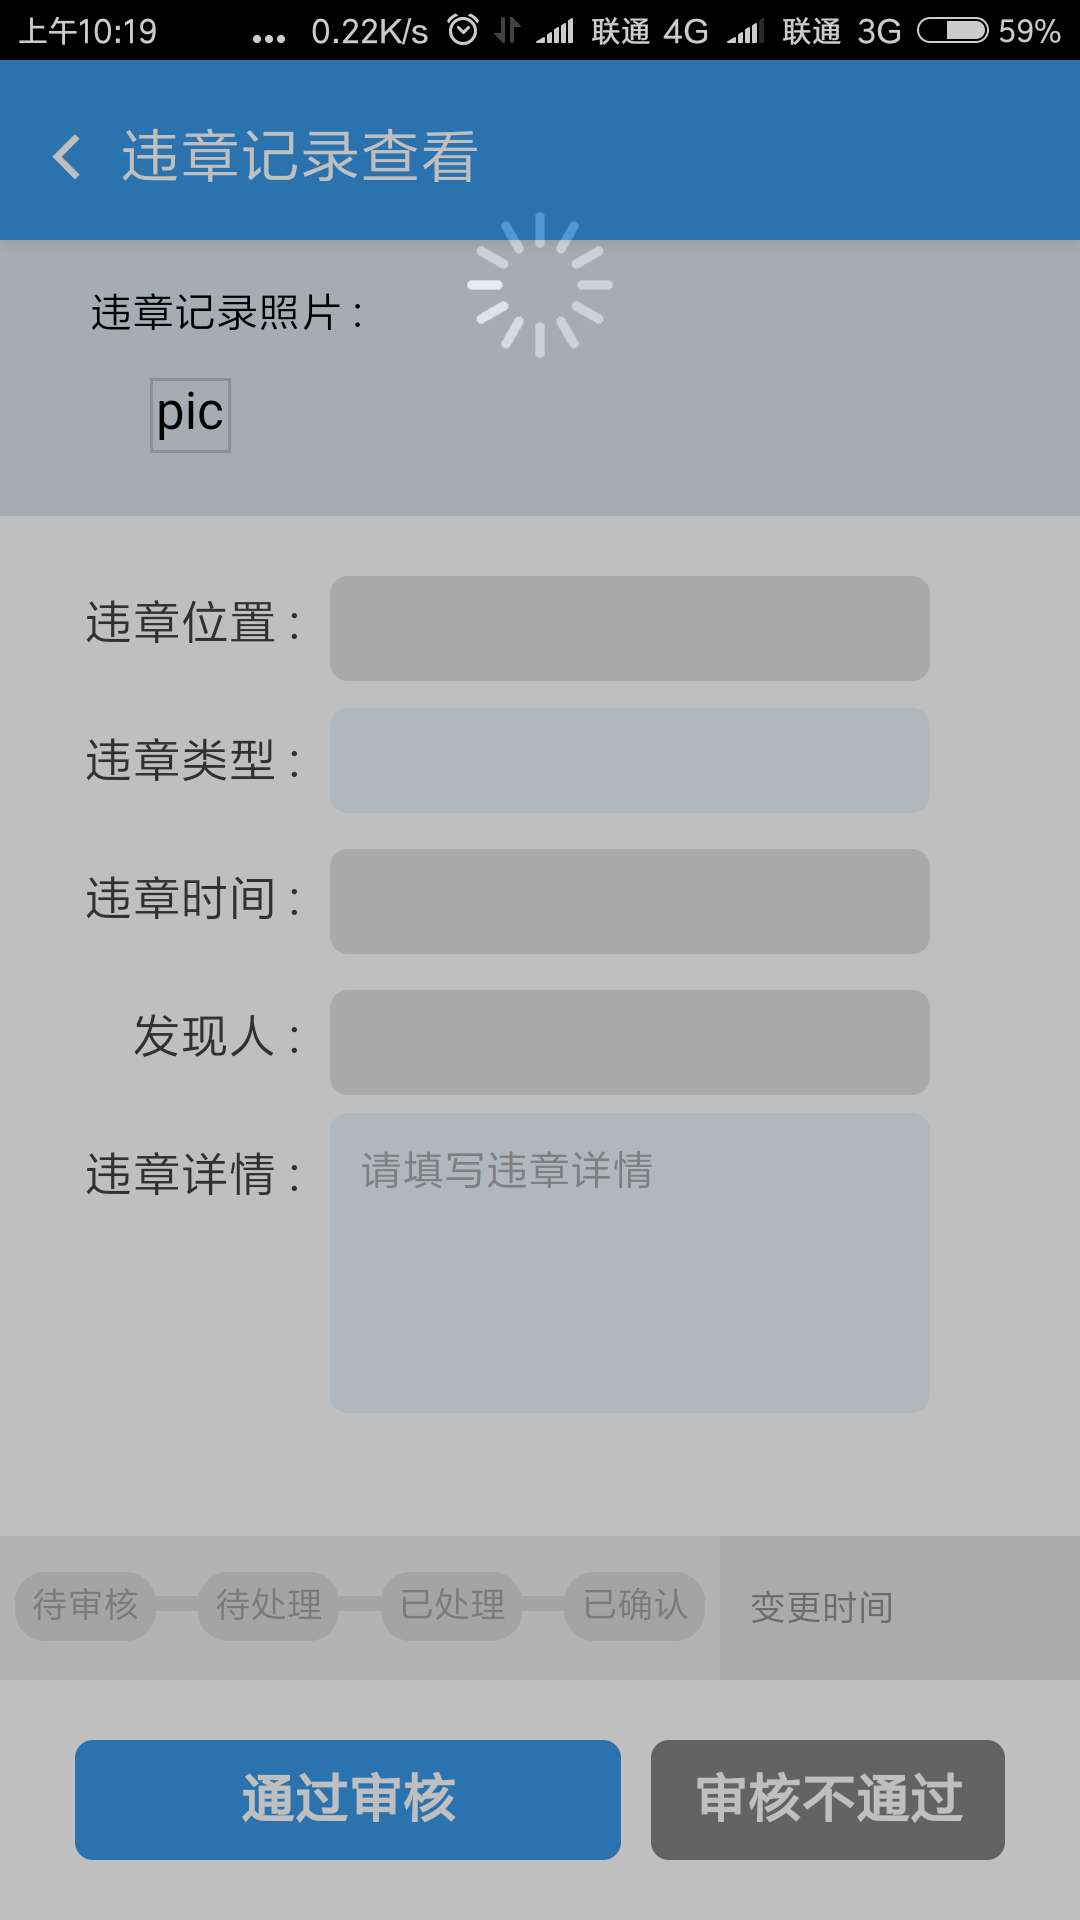 上午10:19 ... 0.22K/s 联通 4G 联通 3G 59%
违章记录查看
违章记录照片 :
pic
违章位置 :
违章类型 :
违章时间 :
发现人 :
违章详情 : 请填写违章详情
待审核 待处理 已处理 已确认 变更时间
通过审核 审核不通过